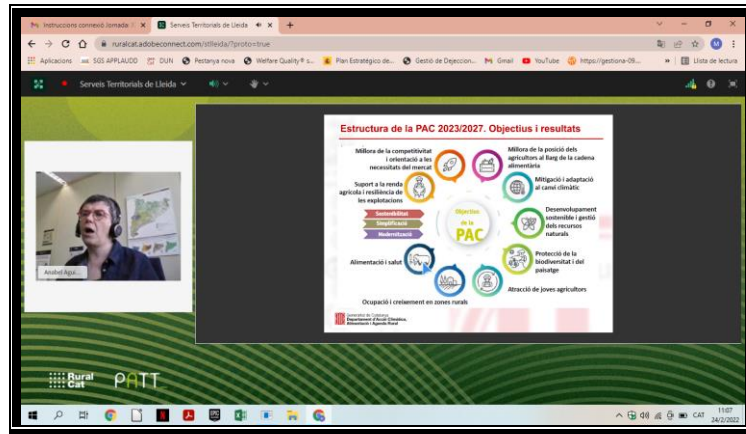 Instruccions connexió Jornada:
Serveis Territorials de Lleida
ruralcat.adobeconnect.com/stlleida/?proto=true
Aplicacions
SGS APPLAUDO
DUN
Pestanya nova
Welfare Quality® s...
Plan Estratégico de...
Gestió de Dejeccion...
Gmail
YouTube
https://gestiona-09...
»
Llista de lectura
Serveis Territorials de Lleida
Estructura de la PAC 2023/2027. Objectius i resultats
Millora de la competitivitat
i orientació a les
necessitats del mercat
Millora de la posició dels
agricultors al llarg de la cadena
alimentària
Suport a la renda
agrícola i resiliència de
les explotacions
Mitigació i adaptació
al canvi climàtic
Sostenibilitat
Simplificació
Modernització
Objectius
de la
PAC
Desenvolupament
sostenible i gestió
dels recursos
naturals
Alimentació i salut
Protecció de la
biodiversitat i del
paisatge
Atracció de joves agricultors
Ocupació i creixement en zones rurals
Generalitat de Catalunya
Departament d'Acció Climàtica,
Alimentació i Agenda Rural
Anabel Agui...
Rural
Cat
PATT
CAT
11:07
24/2/2022